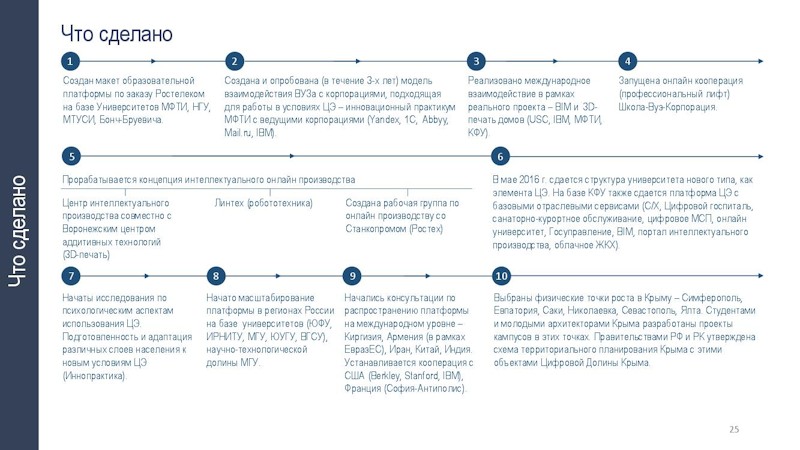 Что сделано
Что сделано
1
Создан макет образовательной
платформы по заказу Ростелеком
на базе Университетов МФТИ, НГУ,
МТУСИ, Бонч-Бруевича.
2
Создана и опробована (в течение 3-х лет) модель
взаимодействия ВУЗа с корпорациями, подходящая
для работы в условиях ЦЭ – инновационный практикум
МФТИ с ведущими корпорациями (Yandex, 1C, Abbyy,
Mail.ru, IBM).
3
Реализовано международное
взаимодействие в рамках
реального проекта – BIM и 3D-
печать домов (USC, IBM, МФТИ,
КФУ).
4
Запущена онлайн кооперация
(профессиональный лифт)
Школа-Вуз-Корпорация.
5
Прорабатывается концепция интеллектуального онлайн производства
Центр интеллектуального
производства совместно с
Воронежским центром
аддитивных технологий
(3D-печать)
Линтех (робототехника)
Создана рабочая группа по
онлайн производству со
Станкопромом (Ростех)
6
В мае 2016 г. сдается структура университета нового типа, как
элемента ЦЭ. На базе КФУ также сдается платформа ЦЭ с
базовыми отраслевыми сервисами (С/Х, Цифровой госпиталь,
санаторно-курортное обслуживание, цифровое МСП, онлайн
университет, Госуправление, BIM, портал интеллектуального
производства, облачное ЖКХ).
7
Начаты исследования по
психологическим аспектам
использования ЦЭ.
Подготовленность и адаптация
различных слоев населения к
новым условиям ЦЭ
(Иннопрактика).
8
Начато масштабирование
платформы в регионах России
на базе университетов (ЮФУ,
ИРНИТУ, МГУ, ЮУГУ, ВГСУ),
научно-технологической
долины МГУ.
9
Начались консультации по
распространению платформы
на международном уровне –
Киргизия, Армения (в рамках
ЕвразЕС), Иран, Китай, Индия.
Устанавливается кооперация с
США (Berkley, Stanford, IBM),
Франция (София-Антиполис).
10
Выбраны физические точки роста в Крыму – Симферополь,
Евпатория, Саки, Николаевка, Севастополь, Ялта. Студентами
и молодыми архитекторами Крыма разработаны проекты
кампусов в этих точках. Правительствами РФ и РК утверждена
схема территориального планирования Крыма с этими
объектами Цифровой Долины Крыма.
25